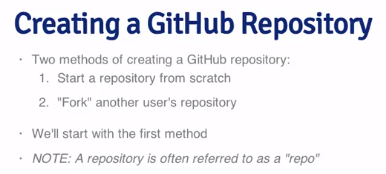 Creating a GitHub Repository
· Two methods of creating a GitHub repository:
1. Start a repository from scratch
2. "Fork" another user's repository
· We'll start with the first method
· NOTE: A repository is often referred to as a "repo"